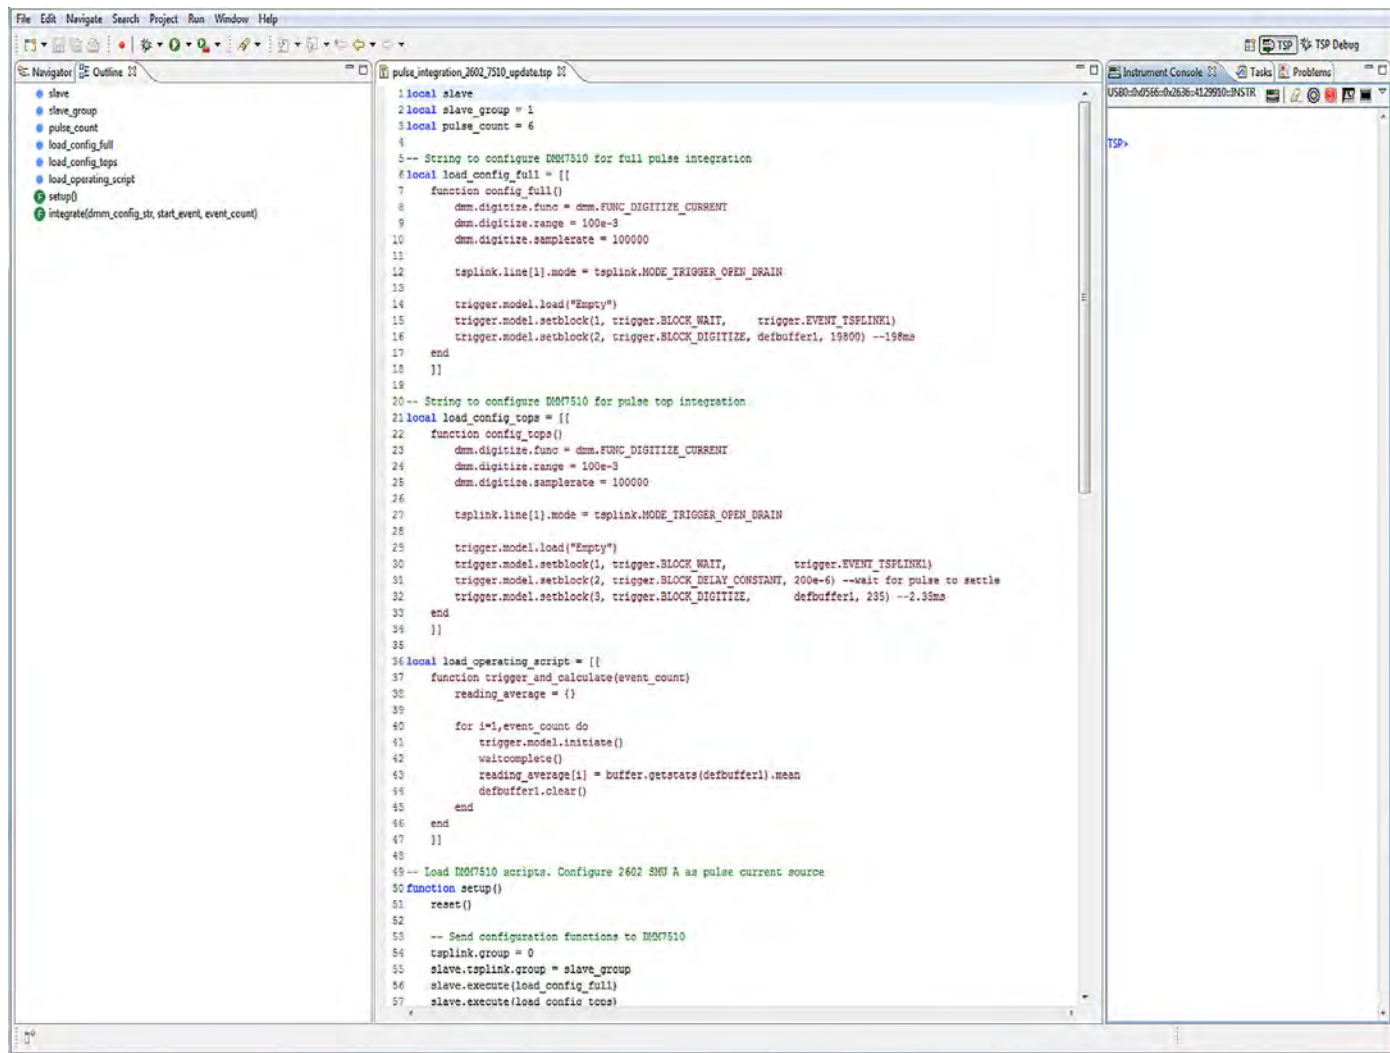 File Edit Navigate Search Project Run Window Help
TSP TSP Debug
Navigator Outline
slave
slave_group
pulse_count
load_config_full
load_config_tops
load_operating_script
setup()
integrate(dmm_config_str, start_event, event_count)
pulse_integration_2602_7510_update.tsp
1 local slave
2 local slave_group = 1
3 local pulse_count = 6
4
5 -- String to configure DMM7510 for full pulse integration
6 local load_config_full = [[
7 function config_full()
8 dmm.digitize.func = dmm.FUNC_DIGITIZE_CURRENT
9 dmm.digitize.range = 100e-3
10 dmm.digitize.samplerate = 100000
11
12 tsplink.line[1].mode = tsplink.MODE_TRIGGER_OPEN_DRAIN
13
14 trigger.model.load("Empty")
15 trigger.model.setblock(1, trigger.BLOCK_WAIT, trigger.EVENT_TSPLINK1)
16 trigger.model.setblock(2, trigger.BLOCK_DIGITIZE, defbuffer1, 19800) --198ms
17 end
18 ]]
19
20 -- String to configure DMM7510 for pulse top integration
21 local load_config_tops = [[
22 function config_tops()
23 dmm.digitize.func = dmm.FUNC_DIGITIZE_CURRENT
24 dmm.digitize.range = 100e-3
25 dmm.digitize.samplerate = 100000
26
27 tsplink.line[1].mode = tsplink.MODE_TRIGGER_OPEN_DRAIN
28
29 trigger.model.load("Empty")
30 trigger.model.setblock(1, trigger.BLOCK_WAIT, trigger.EVENT_TSPLINK1)
31 trigger.model.setblock(2, trigger.BLOCK_DELAY_CONSTANT, 200e-6) --wait for pulse to settle
32 trigger.model.setblock(3, trigger.BLOCK_DIGITIZE, defbuffer1, 235) --2.35ms
33 end
34 ]]
35
36 local load_operating_script = [[
37 function trigger_and_calculate(event_count)
38 reading_average = {}
39
40 for i=1,event_count do
41 trigger.model.initiate()
42 waitcomplete()
43 reading_average[i] = buffer.getstats(defbuffer1).mean
44 defbuffer1.clear()
45 end
46 end
47 ]]
48
49 -- Load DMM7510 scripts. Configure 2602 SMU A as pulse current source
50 function setup()
51 reset()
52
53 -- Send configuration functions to DMM7510
54 tsplink.group = 0
55 slave.tsplink.group = slave_group
56 slave.execute(load_config_full)
57 slave.execute(load_config_tops)
Instrument Console Tasks Problems
USB0::0x05E6::0x2636::4129910::INSTR
TSP>